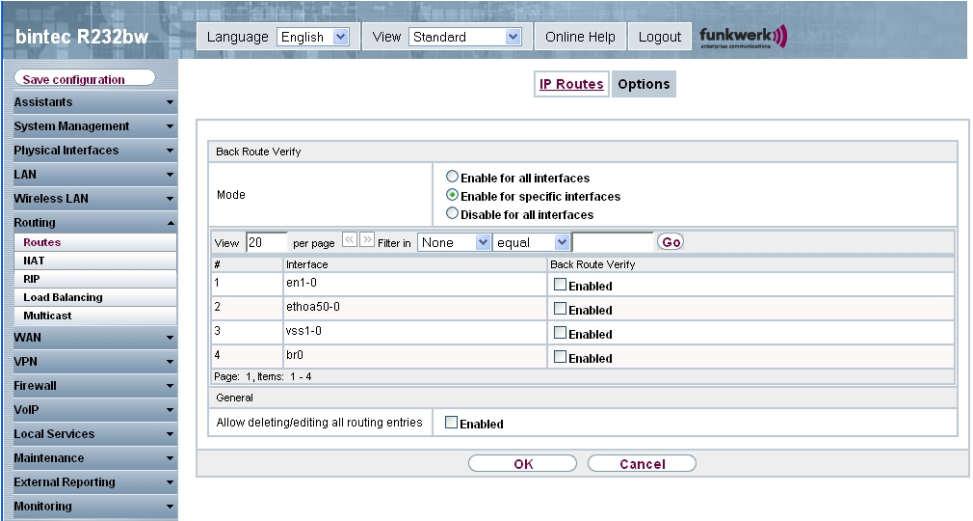 bintec R232bw
Language English View Standard Online Help Logout funkwerk
enterprise communications
Save configuration
Assistants
System Management
Physical Interfaces
LAN
Wireless LAN
Routing
Routes
NAT
RIP
Load Balancing
Multicast
WAN
VPN
Firewall
VoIP
Local Services
Maintenance
External Reporting
Monitoring
IP Routes Options
Back Route Verify
Mode
Enable for all interfaces
Enable for specific interfaces
Disable for all interfaces
View 20 per page « » Filter in None equal Go
# Interface Back Route Verify
1 en1-0 Enabled
2 ethoa50-0 Enabled
3 vss1-0 Enabled
4 br0 Enabled
Page: 1, Items: 1 - 4
General
Allow deleting/editing all routing entries Enabled
OK Cancel